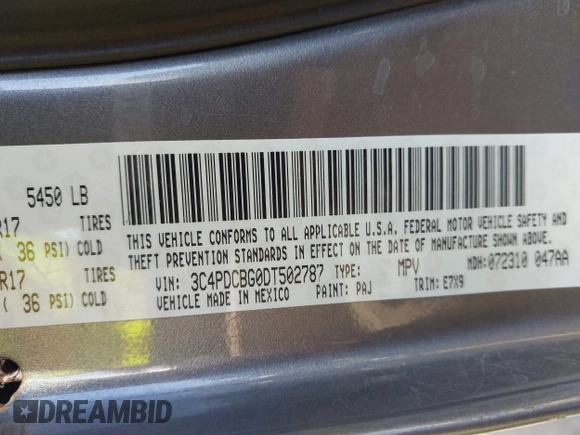 5450 LB
R17 TIRES
36 PSI) COLD
R17 TIRES
( 36 PSI) COLD
THIS VEHICLE CONFORMS TO ALL APPLICABLE U.S.A. FEDERAL MOTOR VEHICLE SAFETY AND
THEFT PREVENTION STANDARDS IN EFFECT ON THE DATE OF MANUFACTURE SHOWN ABOVE.
VIN: 3C4PDCBG0DT502787 TYPE: MPV MDH: 072310 047AA
VEHICLE MADE IN MEXICO PAINT: PAJ TRIM: E7X9
DREAMBID